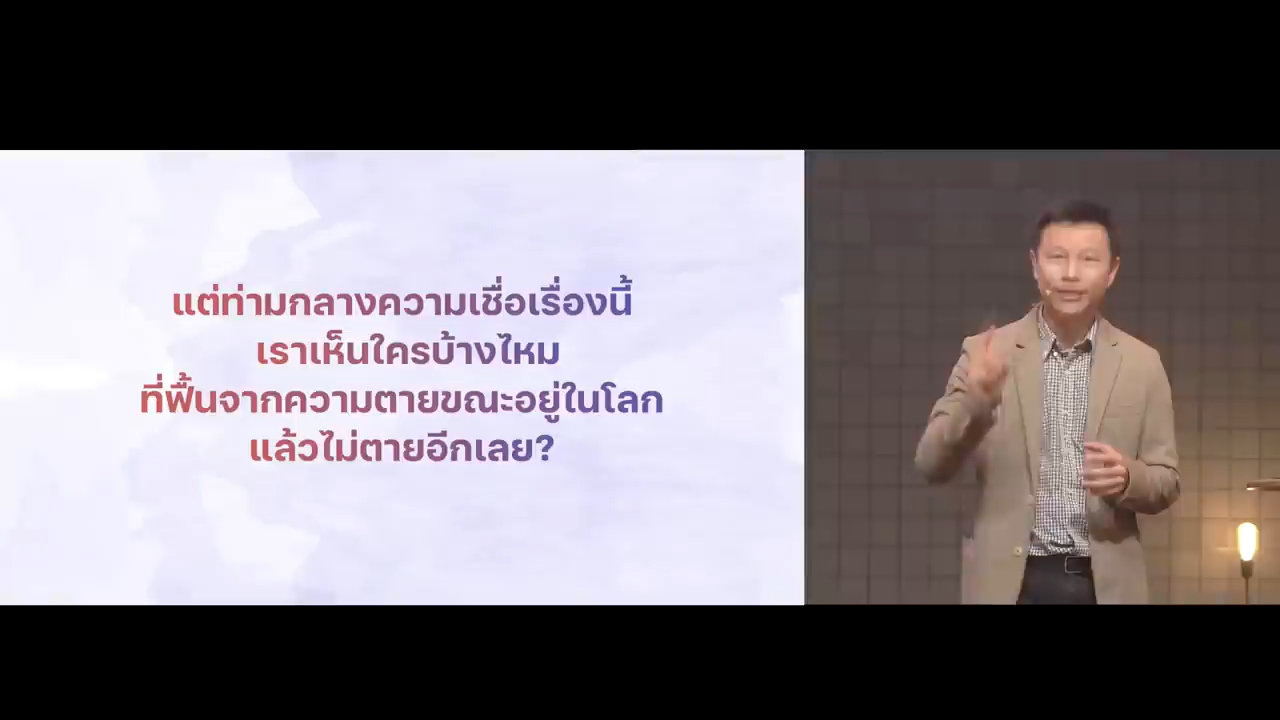 แต่ท่ามกลางความเชื่อเรื่องนี้
เราเห็นใครบ้างไหม
ที่ฟื้นจากความตายขณะอยู่ในโลก
แล้วไม่ตายอีกเลย?